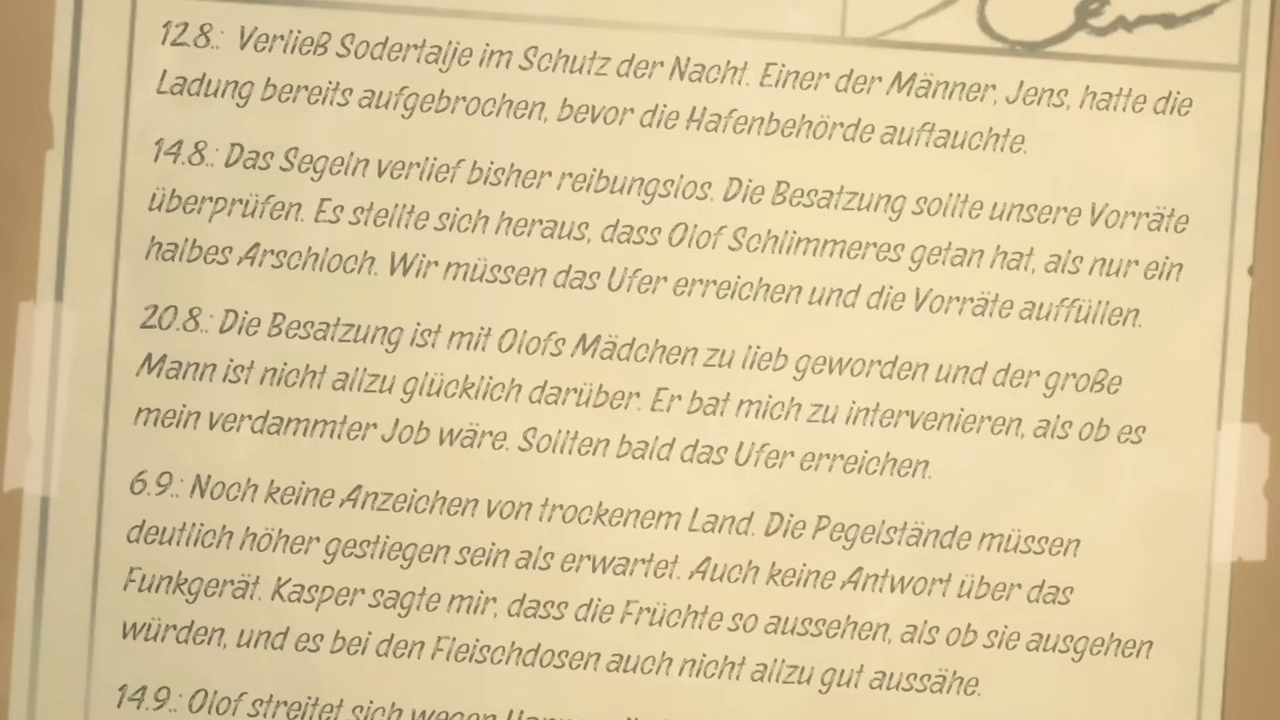 12.8.: Verließ Sodertalje im Schutz der Nacht. Einer der Männer, Jens, hatte die
Ladung bereits aufgebrochen, bevor die Hafenbehörde auftauchte.
14.8.: Das Segeln verlief bisher reibungslos. Die Besatzung sollte unsere Vorräte
überprüfen. Es stellte sich heraus, dass Olof Schlimmeres getan hat, als nur ein
halbes Arschloch. Wir müssen das Ufer erreichen und die Vorräte auffüllen.
20.8.: Die Besatzung ist mit Olofs Mädchen zu lieb geworden und der große
Mann ist nicht allzu glücklich darüber. Er bat mich zu intervenieren, als ob es
mein verdammter Job wäre. Sollten bald das Ufer erreichen.
6.9.: Noch keine Anzeichen von trockenem Land. Die Pegelstände müssen
deutlich höher gestiegen sein als erwartet. Auch keine Antwort über das
Funkgerät. Kasper sagte mir, dass die Früchte so aussehen, als ob sie ausgehen
würden, und es bei den Fleischdosen auch nicht allzu gut aussähe.
14.9.: Olof streitet sich wegen